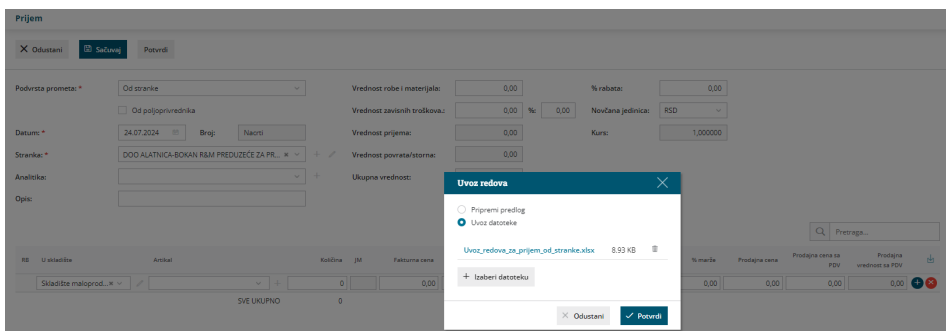 Prijem
Odustani Sačuvaj Potvrdi
Podvrsta prometa: * Od stranke Vrednost robe i materijala: 0,00 % rabata: 0,00
Od poljoprivrednika Vrednost zavisnih troškova.: 0,00 %: 0,00 Novčana jedinica: RSD
Datum: * 24.07.2024 Broj: Nacrti Vrednost prijema: 0,00 Kurs: 1,000000
Stranka: * DOO ALATNICA-BOKAN R&M PREDUZEĆE ZA PR... Vrednost povrata/storna: 0,00
Analitika: Ukupna vrednost:
Opis:
Uvoz redova
Pripremi predlog
Uvoz datoteke
Uvoz_redova_za_prijem_od_stranke.xlsx 8.93 KB
+ Izaberi datoteku
Odustani Potvrdi
Pretraga...
RB U skladište Artikal Količina JM Fakturna cena % marže Prodajna cena Prodajna cena sa PDV Prodajna vrednost sa PDV
Skladište maloprod... 0 0,00 0,00 0,00 0,00 0,00
SVE UKUPNO 0